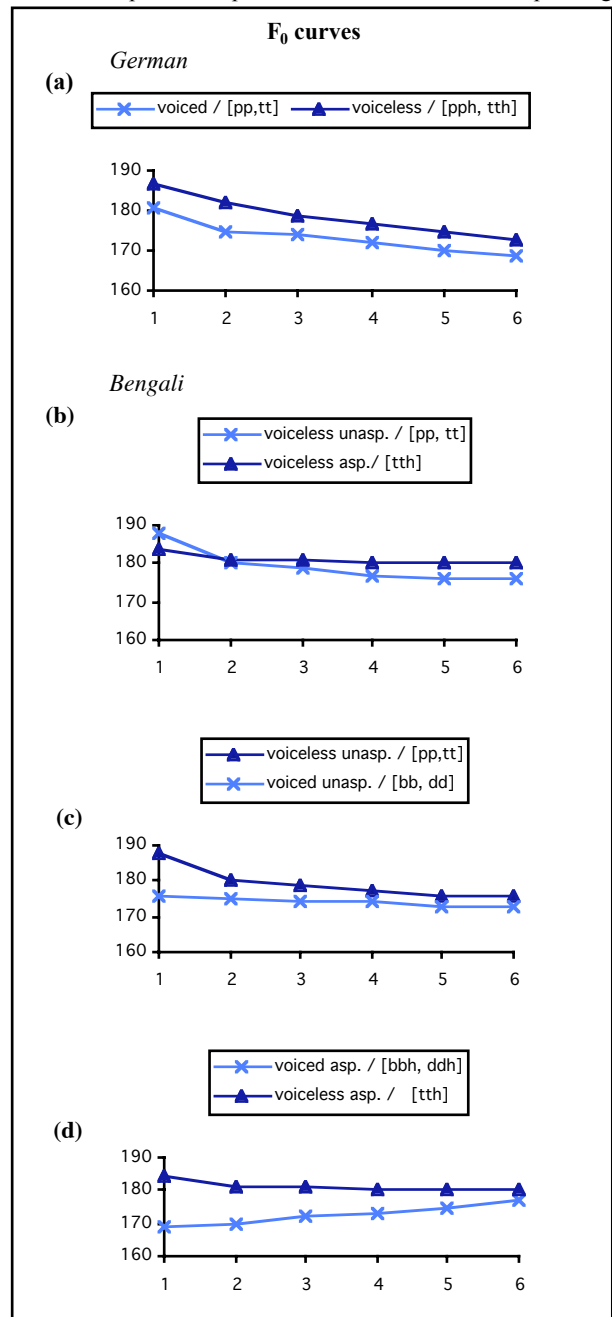 F₀ curves
German
(a)
voiced / [pp,tt] voiceless / [pph, tth]
190
180
170
160
1 2 3 4 5 6
Bengali
(b)
voiceless unasp. / [pp, tt]
voiceless asp./ [tth]
190
180
170
160
1 2 3 4 5 6
voiceless unasp. / [pp,tt]
voiced unasp. / [bb, dd]
(c)
190
180
170
160
1 2 3 4 5 6
voiced asp. / [bbh, ddh]
voiceless asp. / [tth]
(d)
190
180
170
160
1 2 3 4 5 6